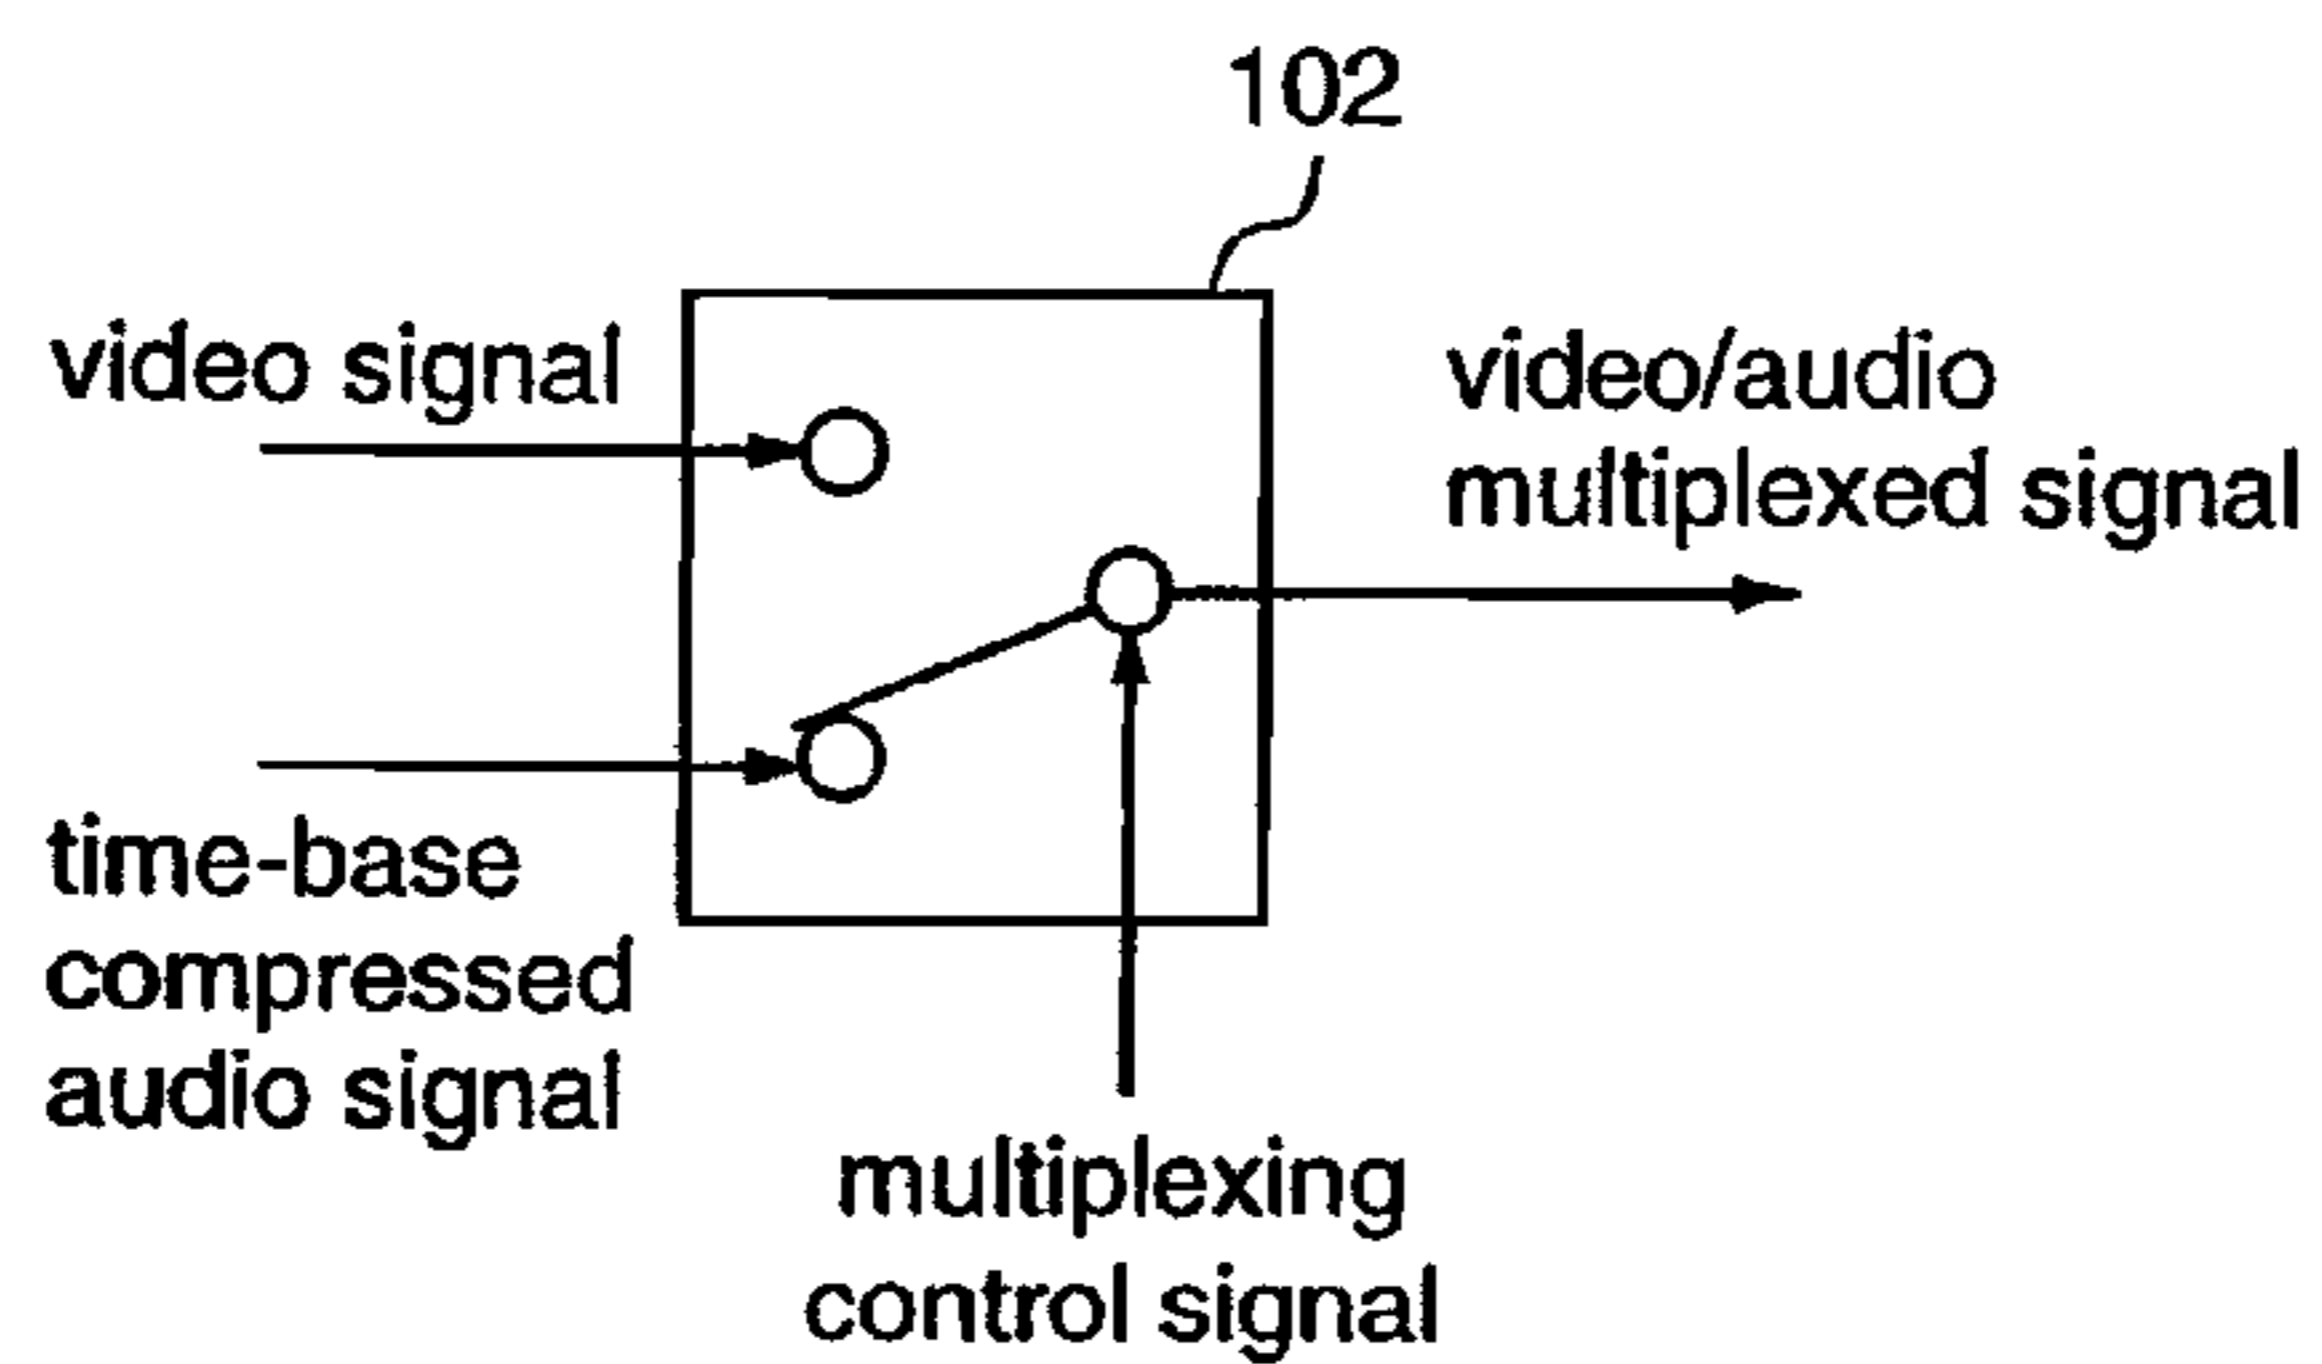 102
video signal
video/audio
multiplexed signal
time-base
compressed
audio signal
multiplexing
control signal